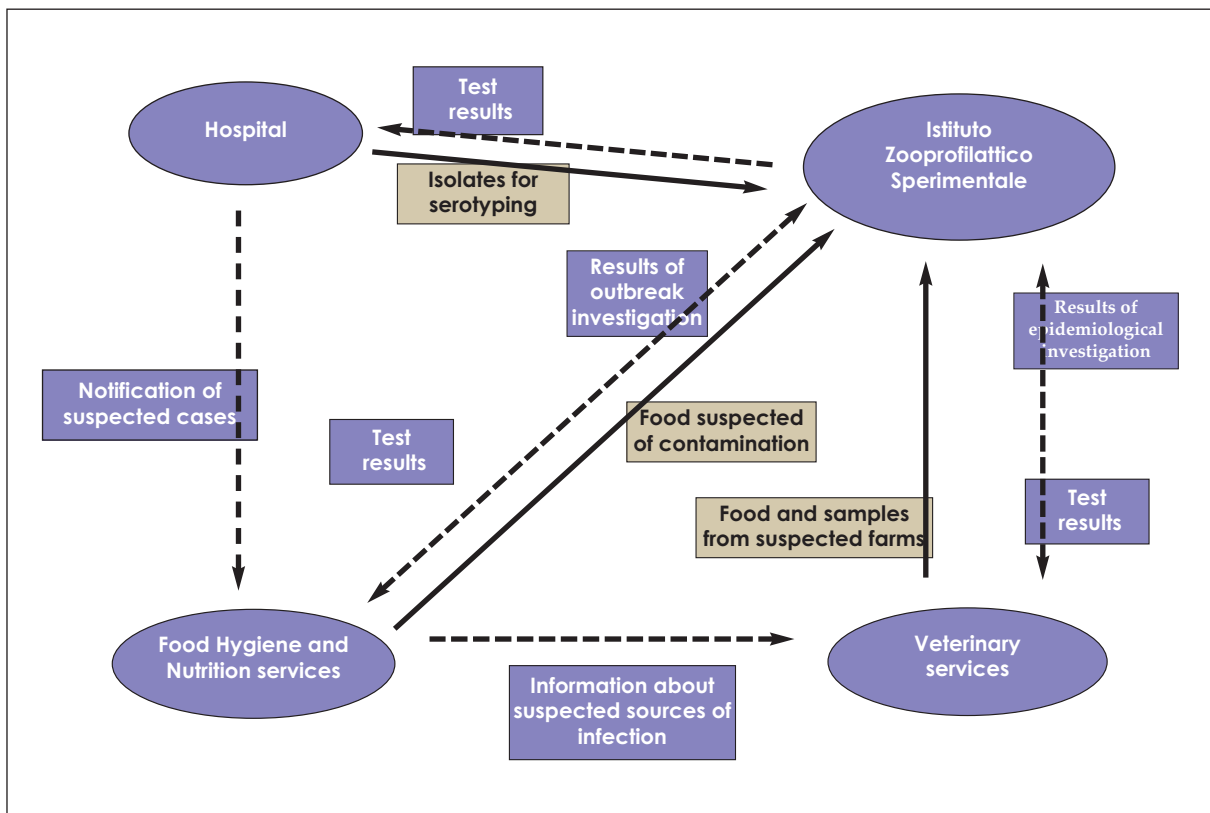 Test
results
Hospital
Istituto
Zooprofilattico
Sperimentale
Isolates for
serotyping
Results of
outbreak
investigation
Results of
epidemiological
investigation
Notification of
suspected cases
Test
results
Food suspected
of contamination
Food and samples
from suspected farms
Test
results
Food Hygiene and
Nutrition services
Veterinary
services
Information about
suspected sources of
infection